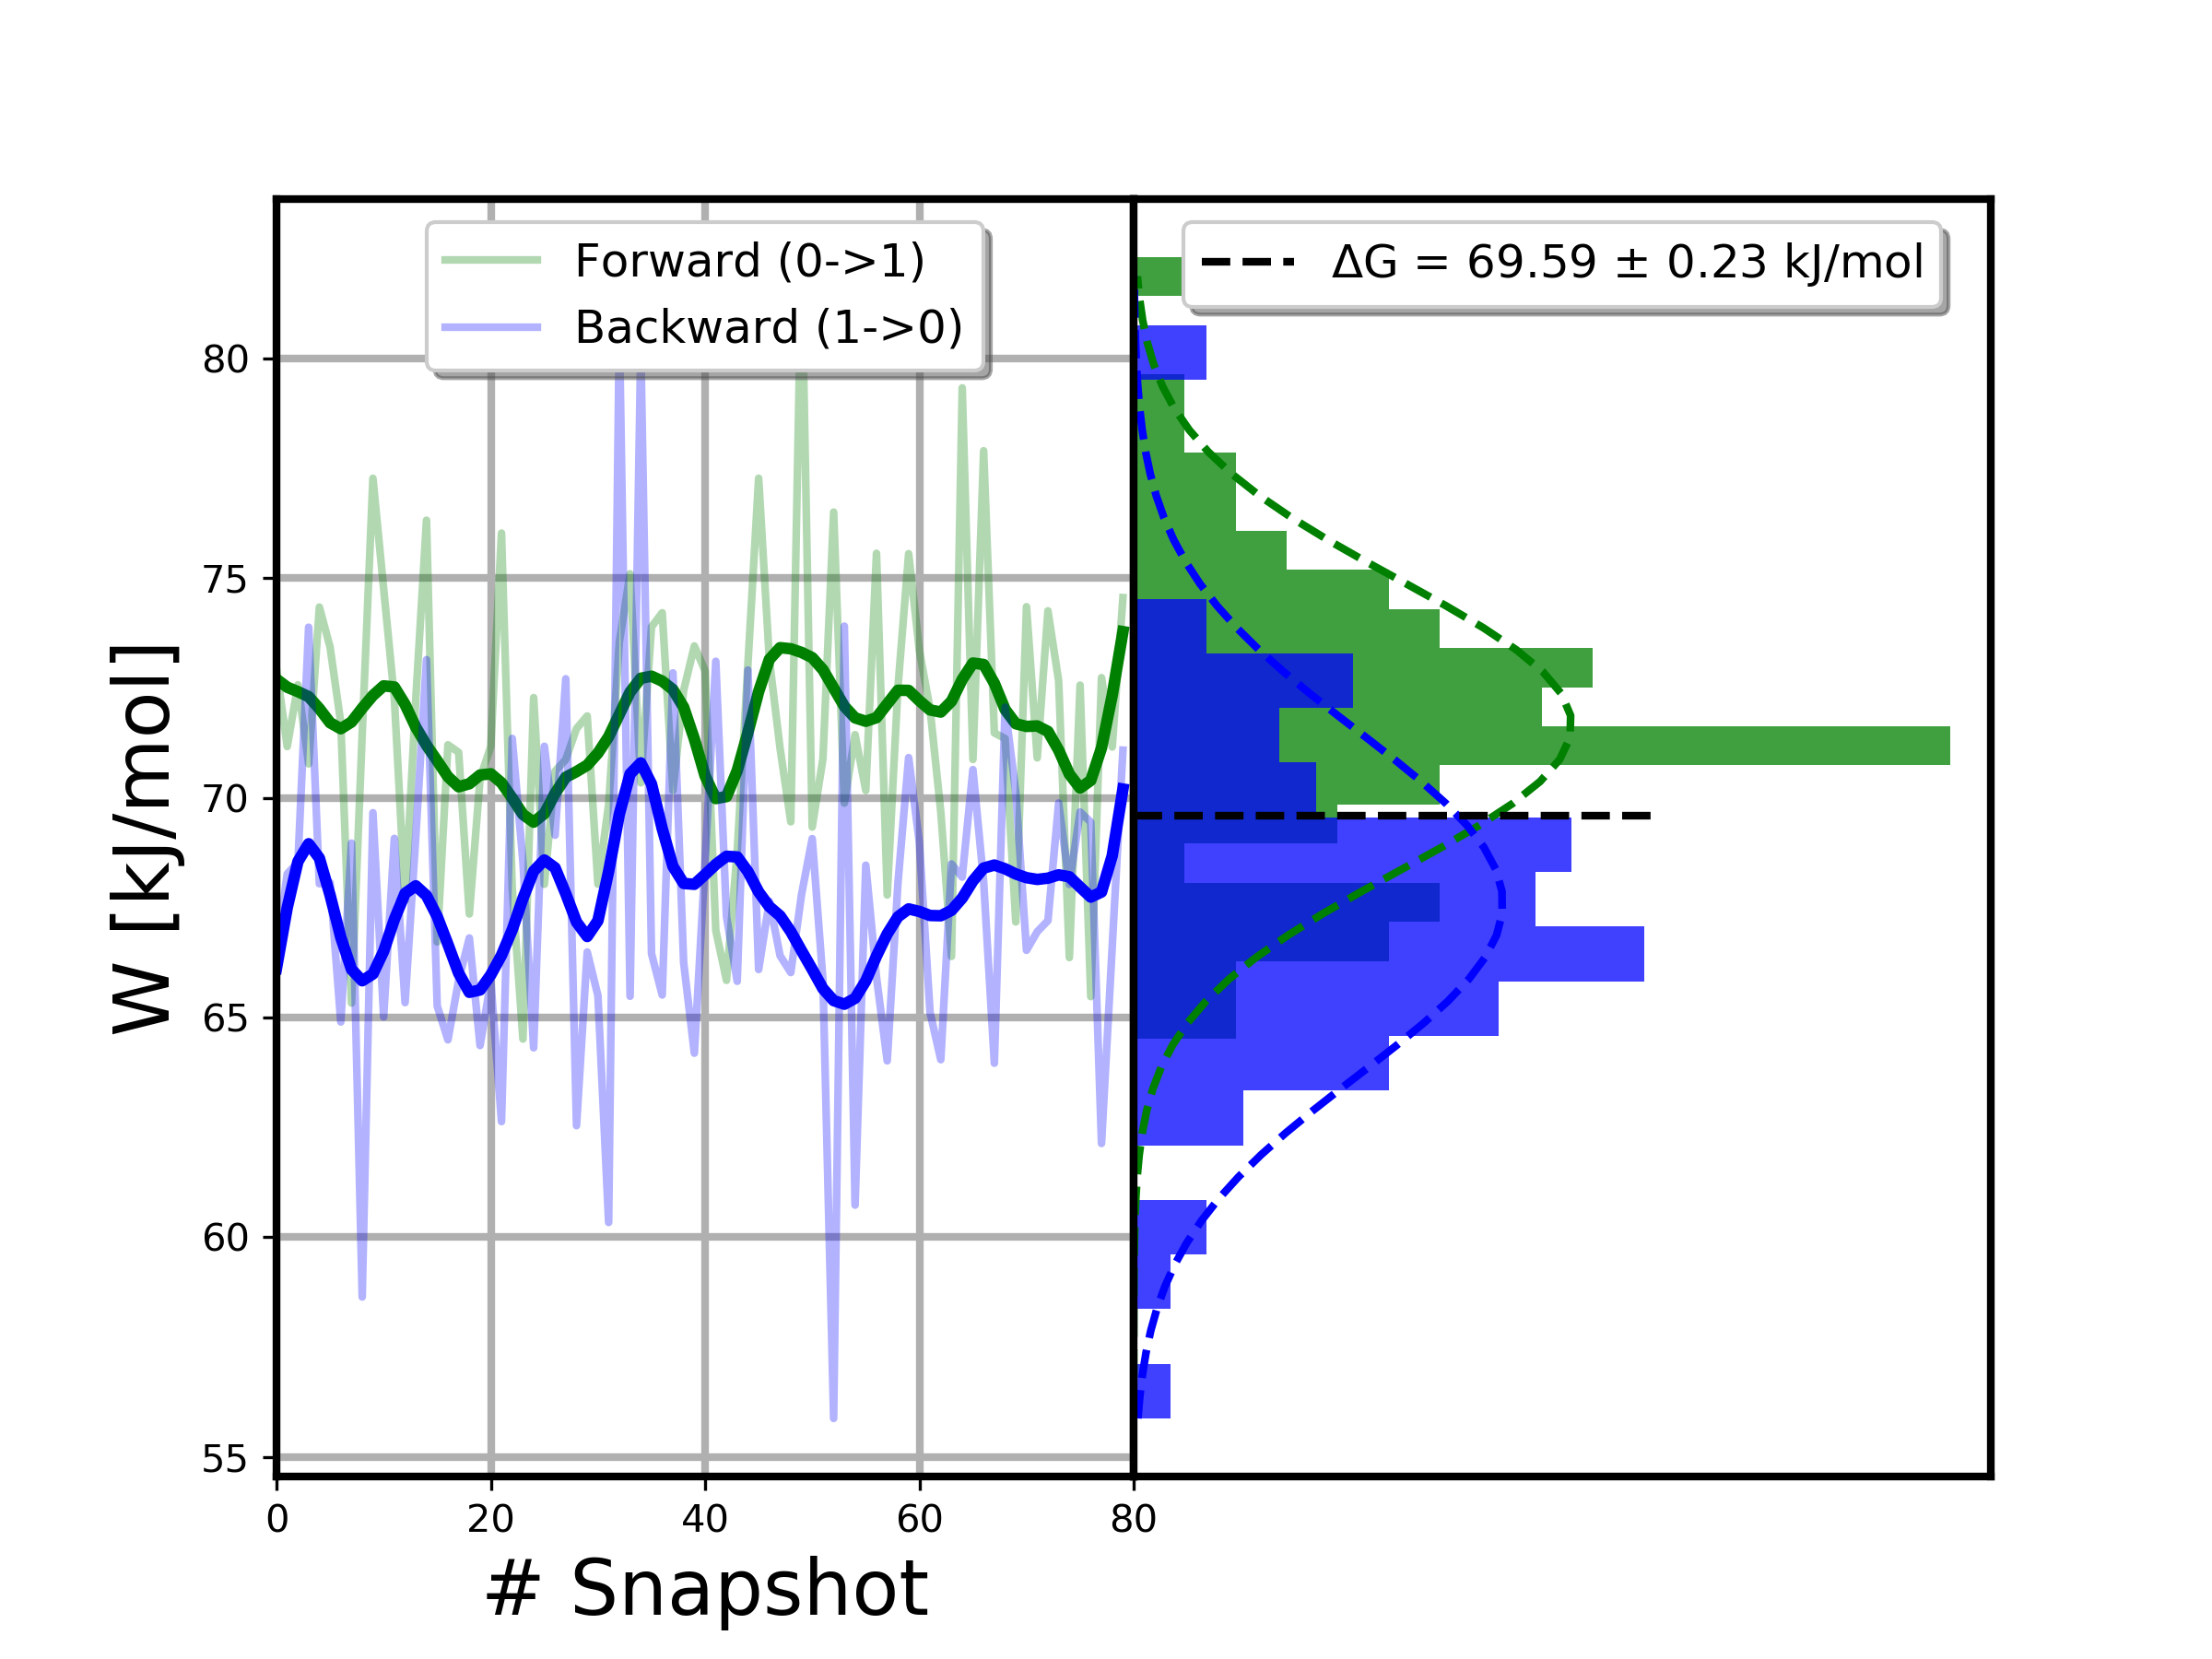 Forward (0->1)
Backward (1->0)
ΔG = 69.59 ± 0.23 kJ/mol
W [kJ/mol]
80
75
70
65
60
55
0 20 40 60 80
# Snapshot